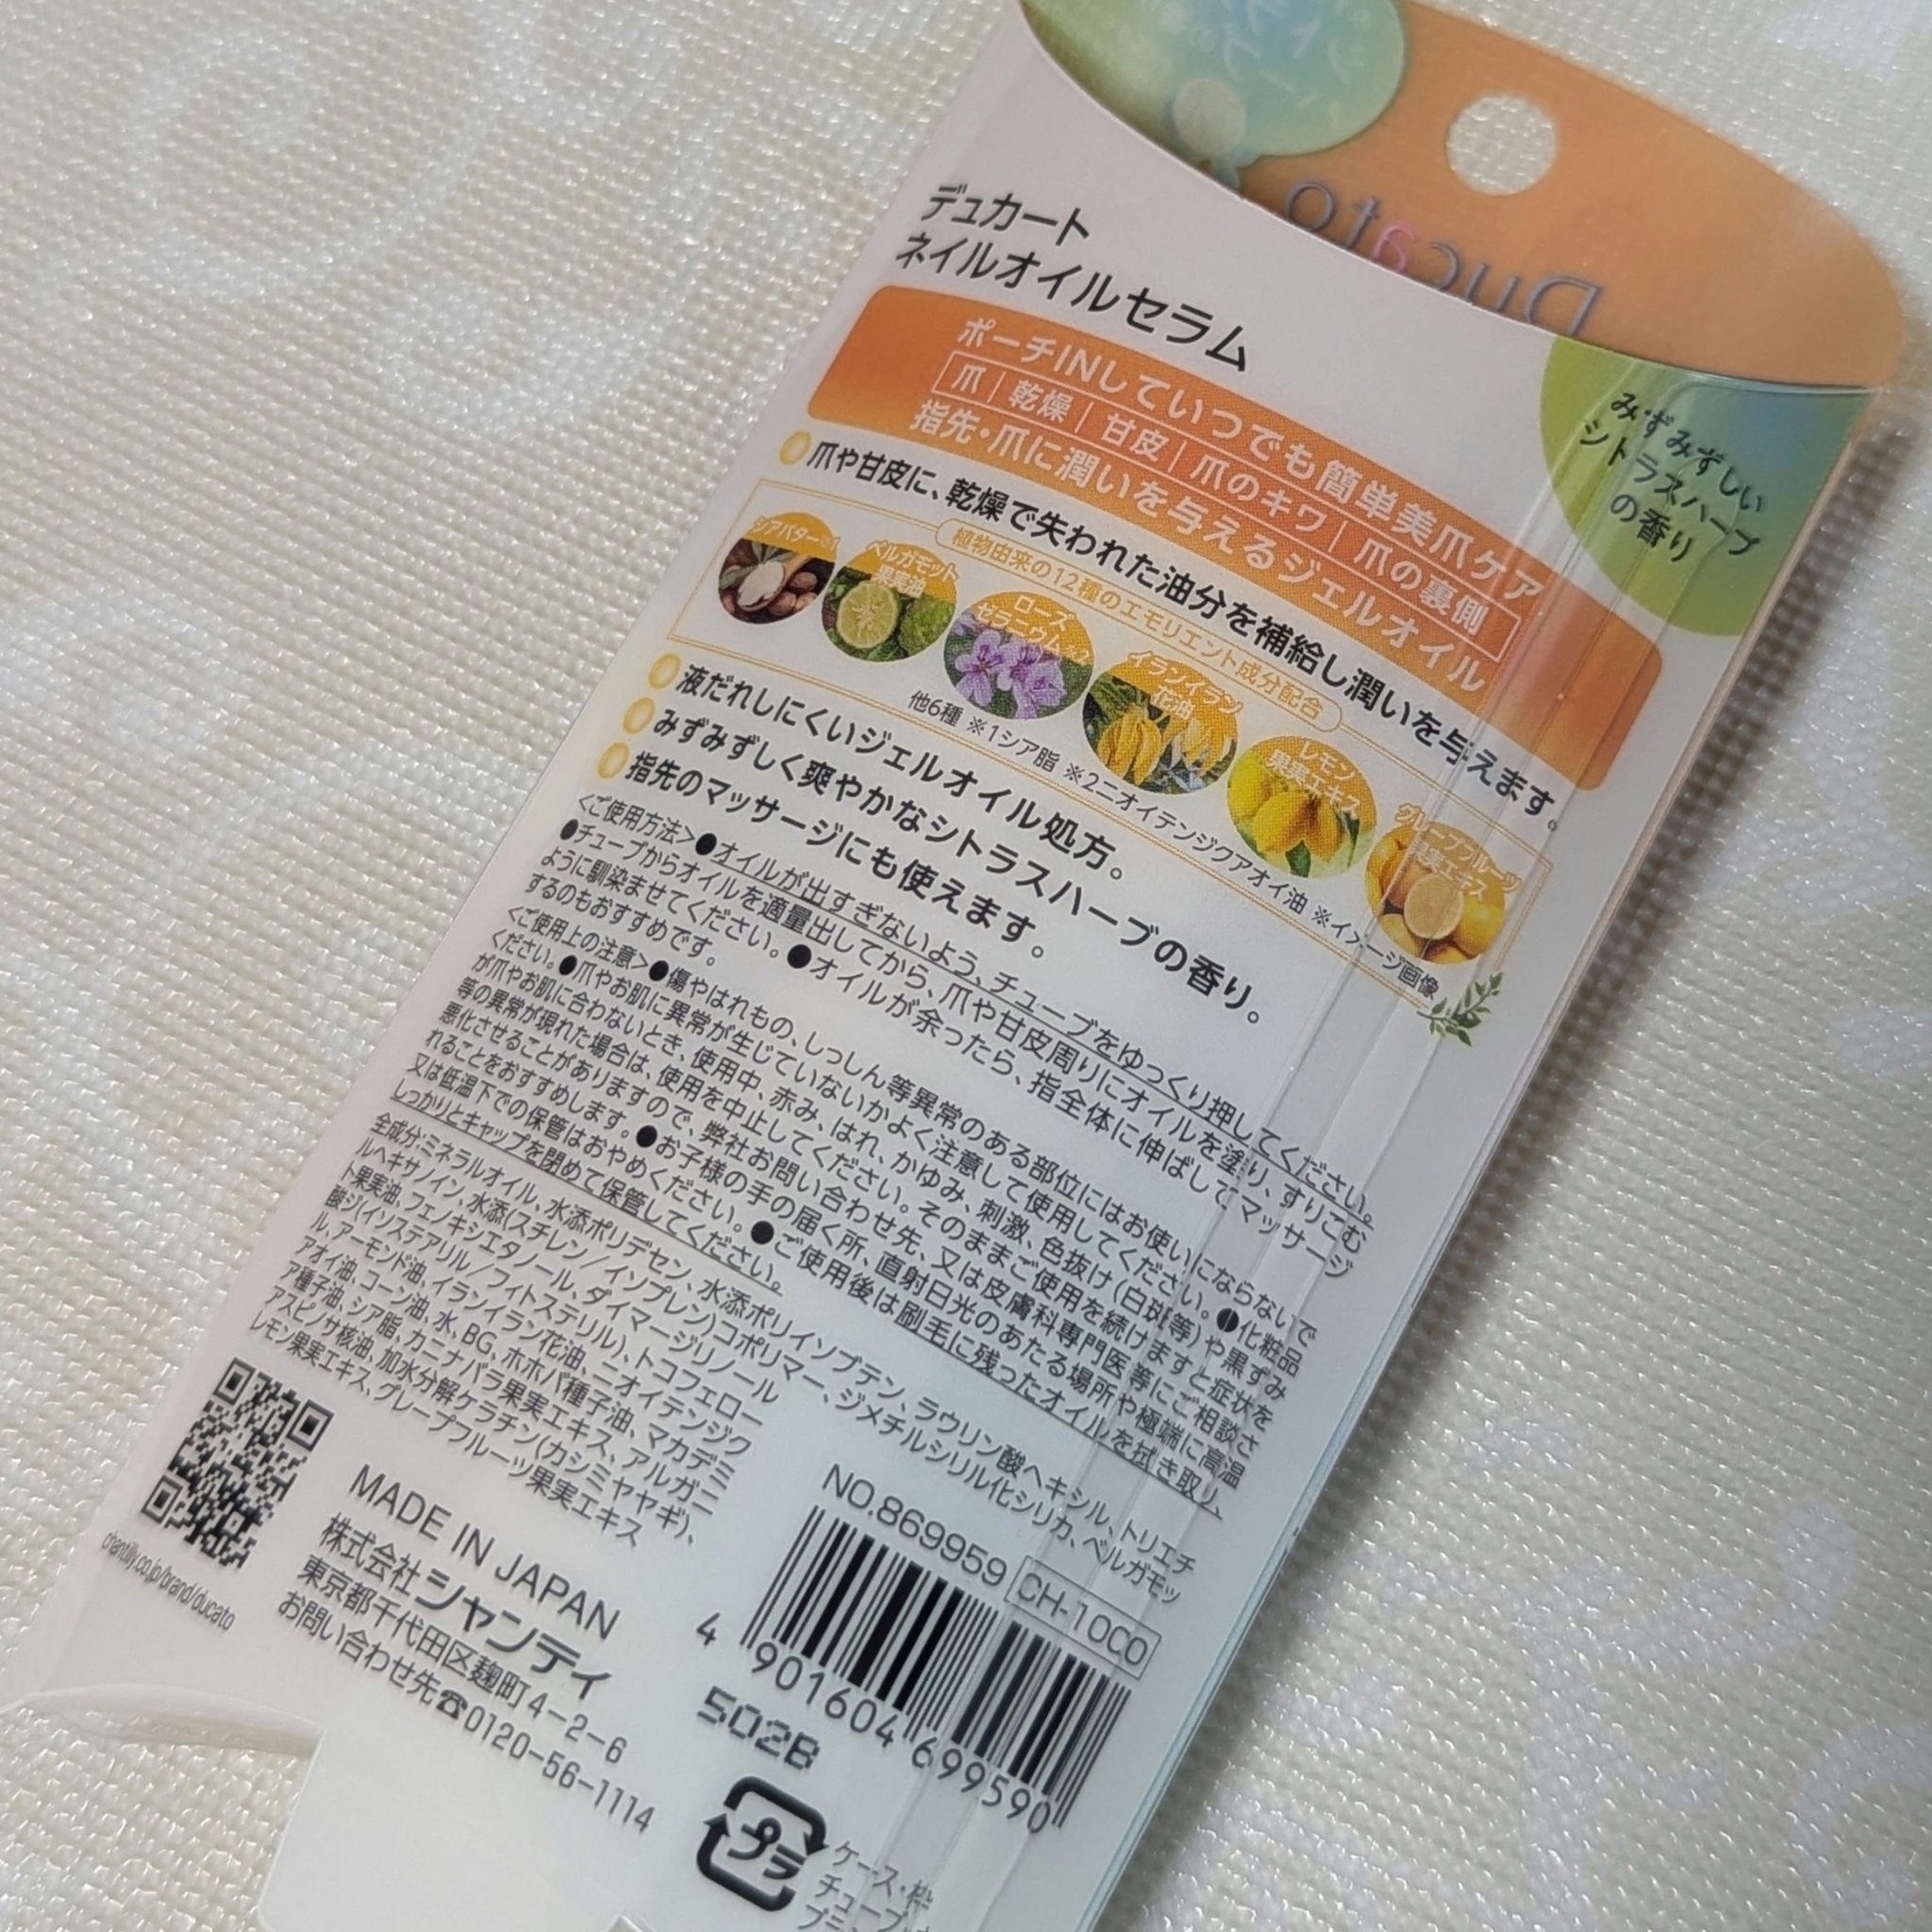 Ducato
デュカート
ネイルオイルセラム
みずみずしい
シトラスハーブ
の香り
ポーチINしていつでも簡単美爪ケア
爪｜乾燥｜甘皮｜爪のキワ｜爪の裏側
指先・爪に潤いを与えるジェルオイル
爪や甘皮に、乾燥で失われた油分を補給し潤いを与えます。
植物由来の12種のエモリエント成分配合
シアバター※1
ベルガモット
果実油
ローズ
ゼラニウム※2
イランイラン
花油
レモン
果実エキス
グレープフルーツ
果実エキス
他6種 ※1シア脂 ※2ニオイテンジクアオイ油 ※イメージ画像
液だれしにくいジェルオイル処方。
みずみずしく爽やかなシトラスハーブの香り。
指先のマッサージにも使えます。
<ご使用方法>●オイルが出すぎないよう、チューブをゆっくり押してください。
●チューブからオイルを適量出してから、爪や甘皮周りにオイルを塗り、すりこむ
ように馴染ませてください。●オイルが余ったら、指全体に伸ばしてマッサージ
するのもおすすめです。
<ご使用上の注意>●傷やはれもの、しっしん等異常のある部位にはお使いにならないで
ください。●爪やお肌に異常が生じていないかよく注意して使用してください。●化粧品
が爪やお肌に合わないとき、使用中、赤み、はれ、かゆみ、刺激、色抜け(白斑等)や黒ずみ
等の異常が現れた場合は、使用を中止してください。そのままご使用を続けますと症状を
悪化させることがありますので、弊社お問い合わせ先、又は皮膚科専門医等にご相談さ
れることをおすすめします。●お子様の手の届く所、直射日光のあたる場所や極端に高温
又は低温下での保管はおやめください。●ご使用後は刷毛に残ったオイルを拭き取り、
しっかりとキャップを閉めて保管してください。
全成分:ミネラルオイル、水添ポリデセン、水添ポリイソブテン、ラウリン酸ヘキシル、トリエチ
ルヘキサノイン、水添(スチレン／イソプレン)コポリマー、ジメチルシリル化シリカ、ベルガモッ
ト果実油、フェノキシエタノール、ダイマージリノール
酸ジ(イソステアリル／フィトステリル)、トコフェロー
ル、アーモンド油、イランイラン花油、ニオイテンジク
アオイ油、コーン油、水、BG、ホホバ種子油、マカデミ
ア種子油、シア脂、カニナバラ果実エキス、アルガニ
アスピノサ核油、加水分解ケラチン(カシミヤヤギ)、
レモン果実エキス、グレープフルーツ果実エキス
chantilly.co.jp/brand/ducato
MADE IN JAPAN
株式会社シャンティ
東京都千代田区麹町4-2-6
お問い合わせ先☎0120-56-1114
NO.869959 CH-10C0
4 901604 699590
502B
プラ
ケース・枠
チューブ・